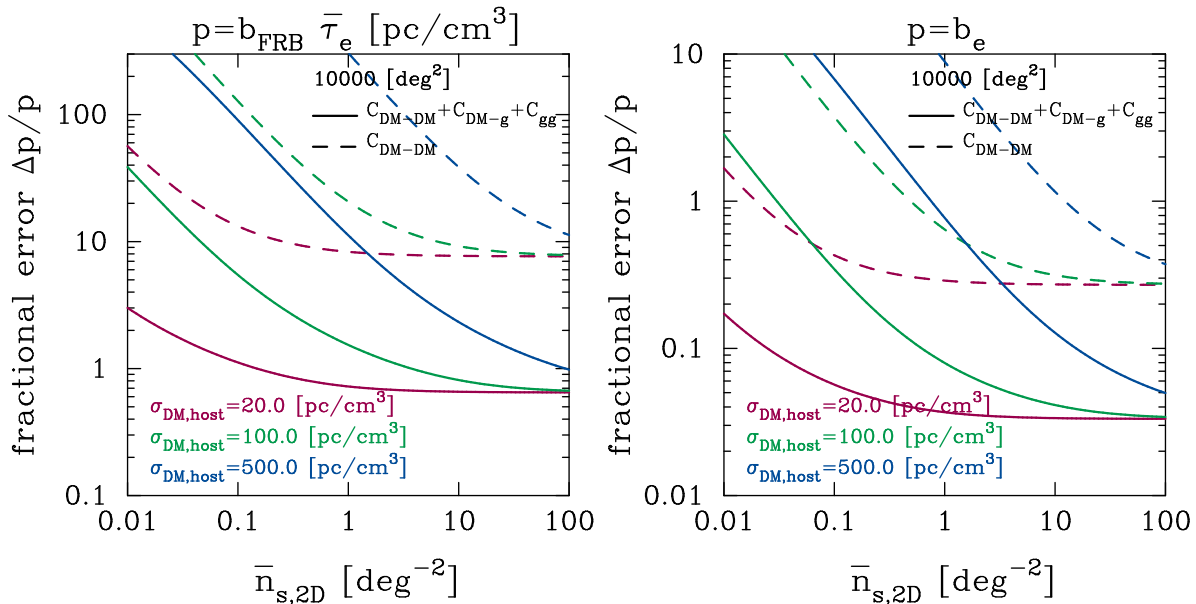 p=b_FRB τ̅_e [pc/cm³]
10000 [deg²]
C_DM-DM+C_DM-g+C_gg
C_DM-DM
fractional error Δp/p
100
10
1
0.1
σ_DM,host=20.0 [pc/cm³]
σ_DM,host=100.0 [pc/cm³]
σ_DM,host=500.0 [pc/cm³]
0.01 0.1 1 10 100
n̅_s,2D [deg⁻²]
p=b_e
10000 [deg²]
C_DM-DM+C_DM-g+C_gg
C_DM-DM
fractional error Δp/p
10
1
0.1
0.01
σ_DM,host=20.0 [pc/cm³]
σ_DM,host=100.0 [pc/cm³]
σ_DM,host=500.0 [pc/cm³]
0.01 0.1 1 10 100
n̅_s,2D [deg⁻²]